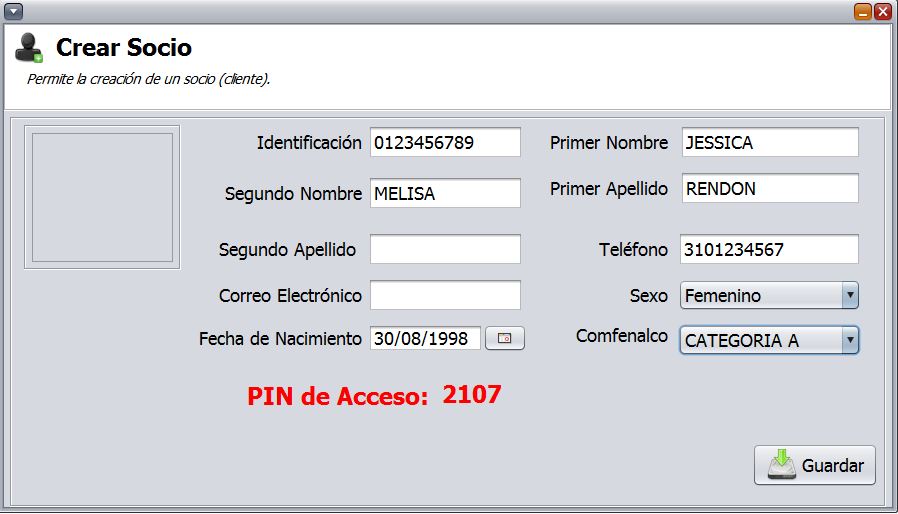 Crear Socio
Permite la creación de un socio (cliente).
Identificación 0123456789 Primer Nombre JESSICA
Segundo Nombre MELISA Primer Apellido RENDON
Segundo Apellido Teléfono 3101234567
Correo Electrónico Sexo Femenino
Fecha de Nacimiento 30/08/1998 Comfenalco CATEGORIA A
PIN de Acceso: 2107
Guardar